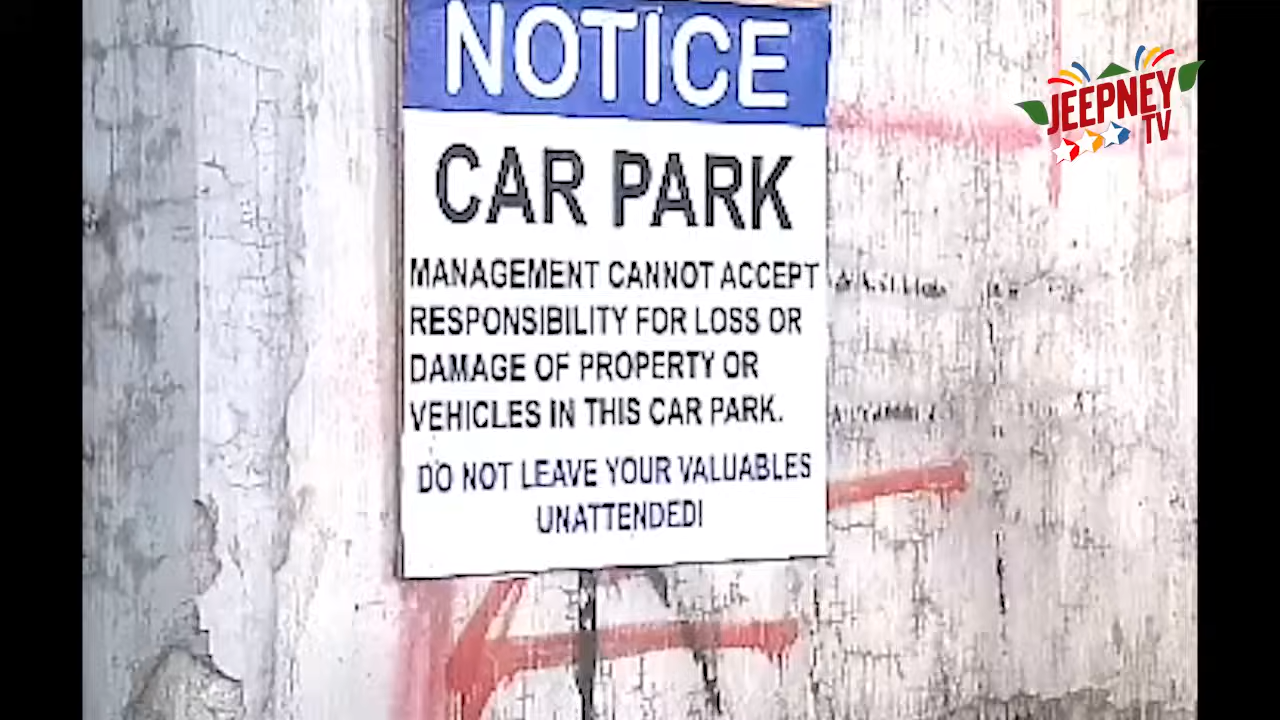 NOTICE
CAR PARK
MANAGEMENT CANNOT ACCEPT
RESPONSIBILITY FOR LOSS OR
DAMAGE OF PROPERTY OR
VEHICLES IN THIS CAR PARK.
DO NOT LEAVE YOUR VALUABLES
UNATTENDED!
JEEPNEY
TV